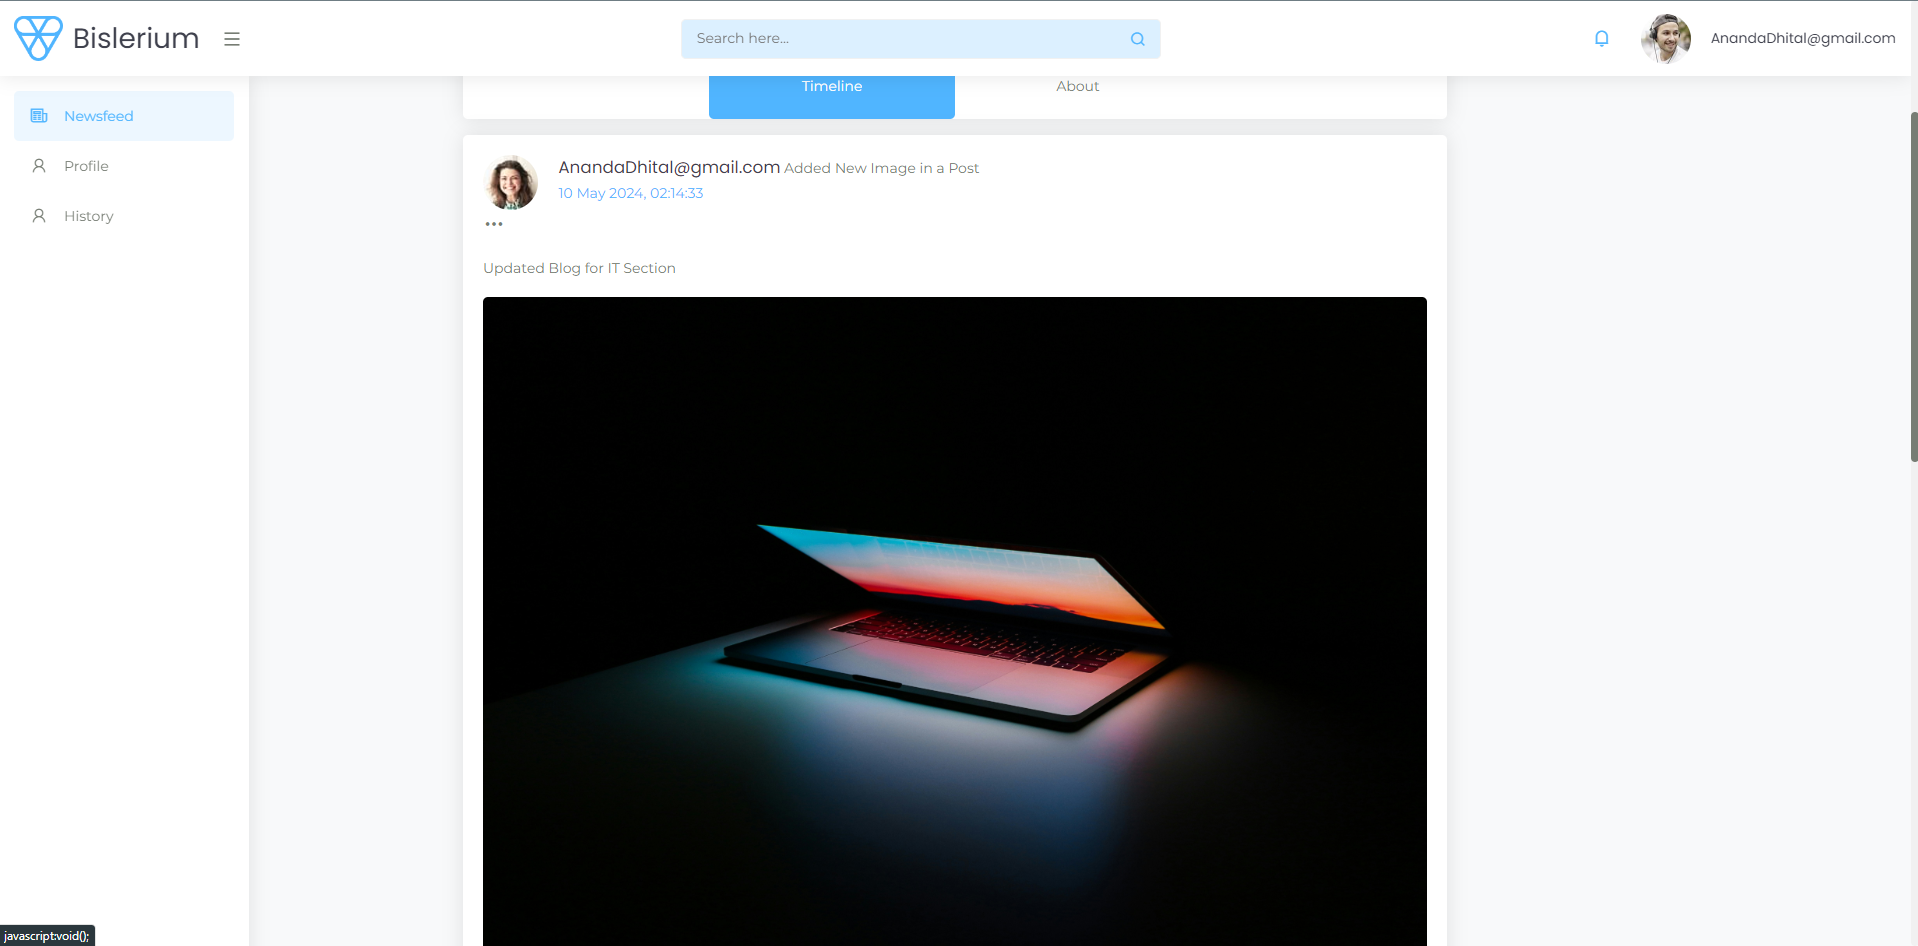 Bislerium
Search here...
AnandaDhital@gmail.com
Newsfeed
Profile
History
Timeline
About
AnandaDhital@gmail.com Added New Image in a Post
10 May 2024, 02:14:33
Updated Blog for IT Section
javascript:void();